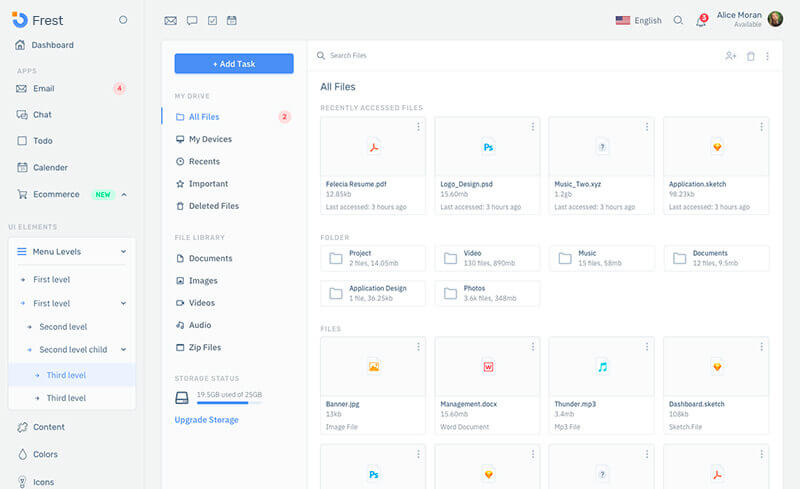 Frest
Dashboard
APPS
Email
4
Chat
Todo
Calender
Ecommerce
NEW
UI ELEMENTS
Menu Levels
First level
First level
Second level
Second level child
Third level
Third level
Content
Colors
Icons
English
3
Alice Moran
Available
+ Add Task
MY DRIVE
All Files
2
My Devices
Recents
Important
Deleted Files
FILE LIBRARY
Documents
Images
Videos
Audio
Zip Files
STORAGE STATUS
19.5GB used of 25GB
Upgrade Storage
Search Files
All Files
RECENTLY ACCESSED FILES
Felecia Resume.pdf
12.85kb
Last accessed: 3 hours ago
Ps
Logo_Design.psd
15.60mb
Last accessed: 3 hours ago
?
Music_Two.xyz
1.2gb
Last accessed: 3 hours ago
Application.sketch
98.23kb
Last accessed: 3 hours ago
FOLDER
Project
2 files, 14.05mb
Video
130 files, 890mb
Music
15 files, 58mb
Documents
12 files, 9.5mb
Application Design
1 file, 36.25kb
Photos
3.6k files, 348mb
FILES
Banner.jpg
13kb
Image File
W
Management.docx
15.60mb
Word Document
Thunder.mp3
3.4mb
Mp3 File
Dashboard.sketch
108kb
Sketch File
Ps
?